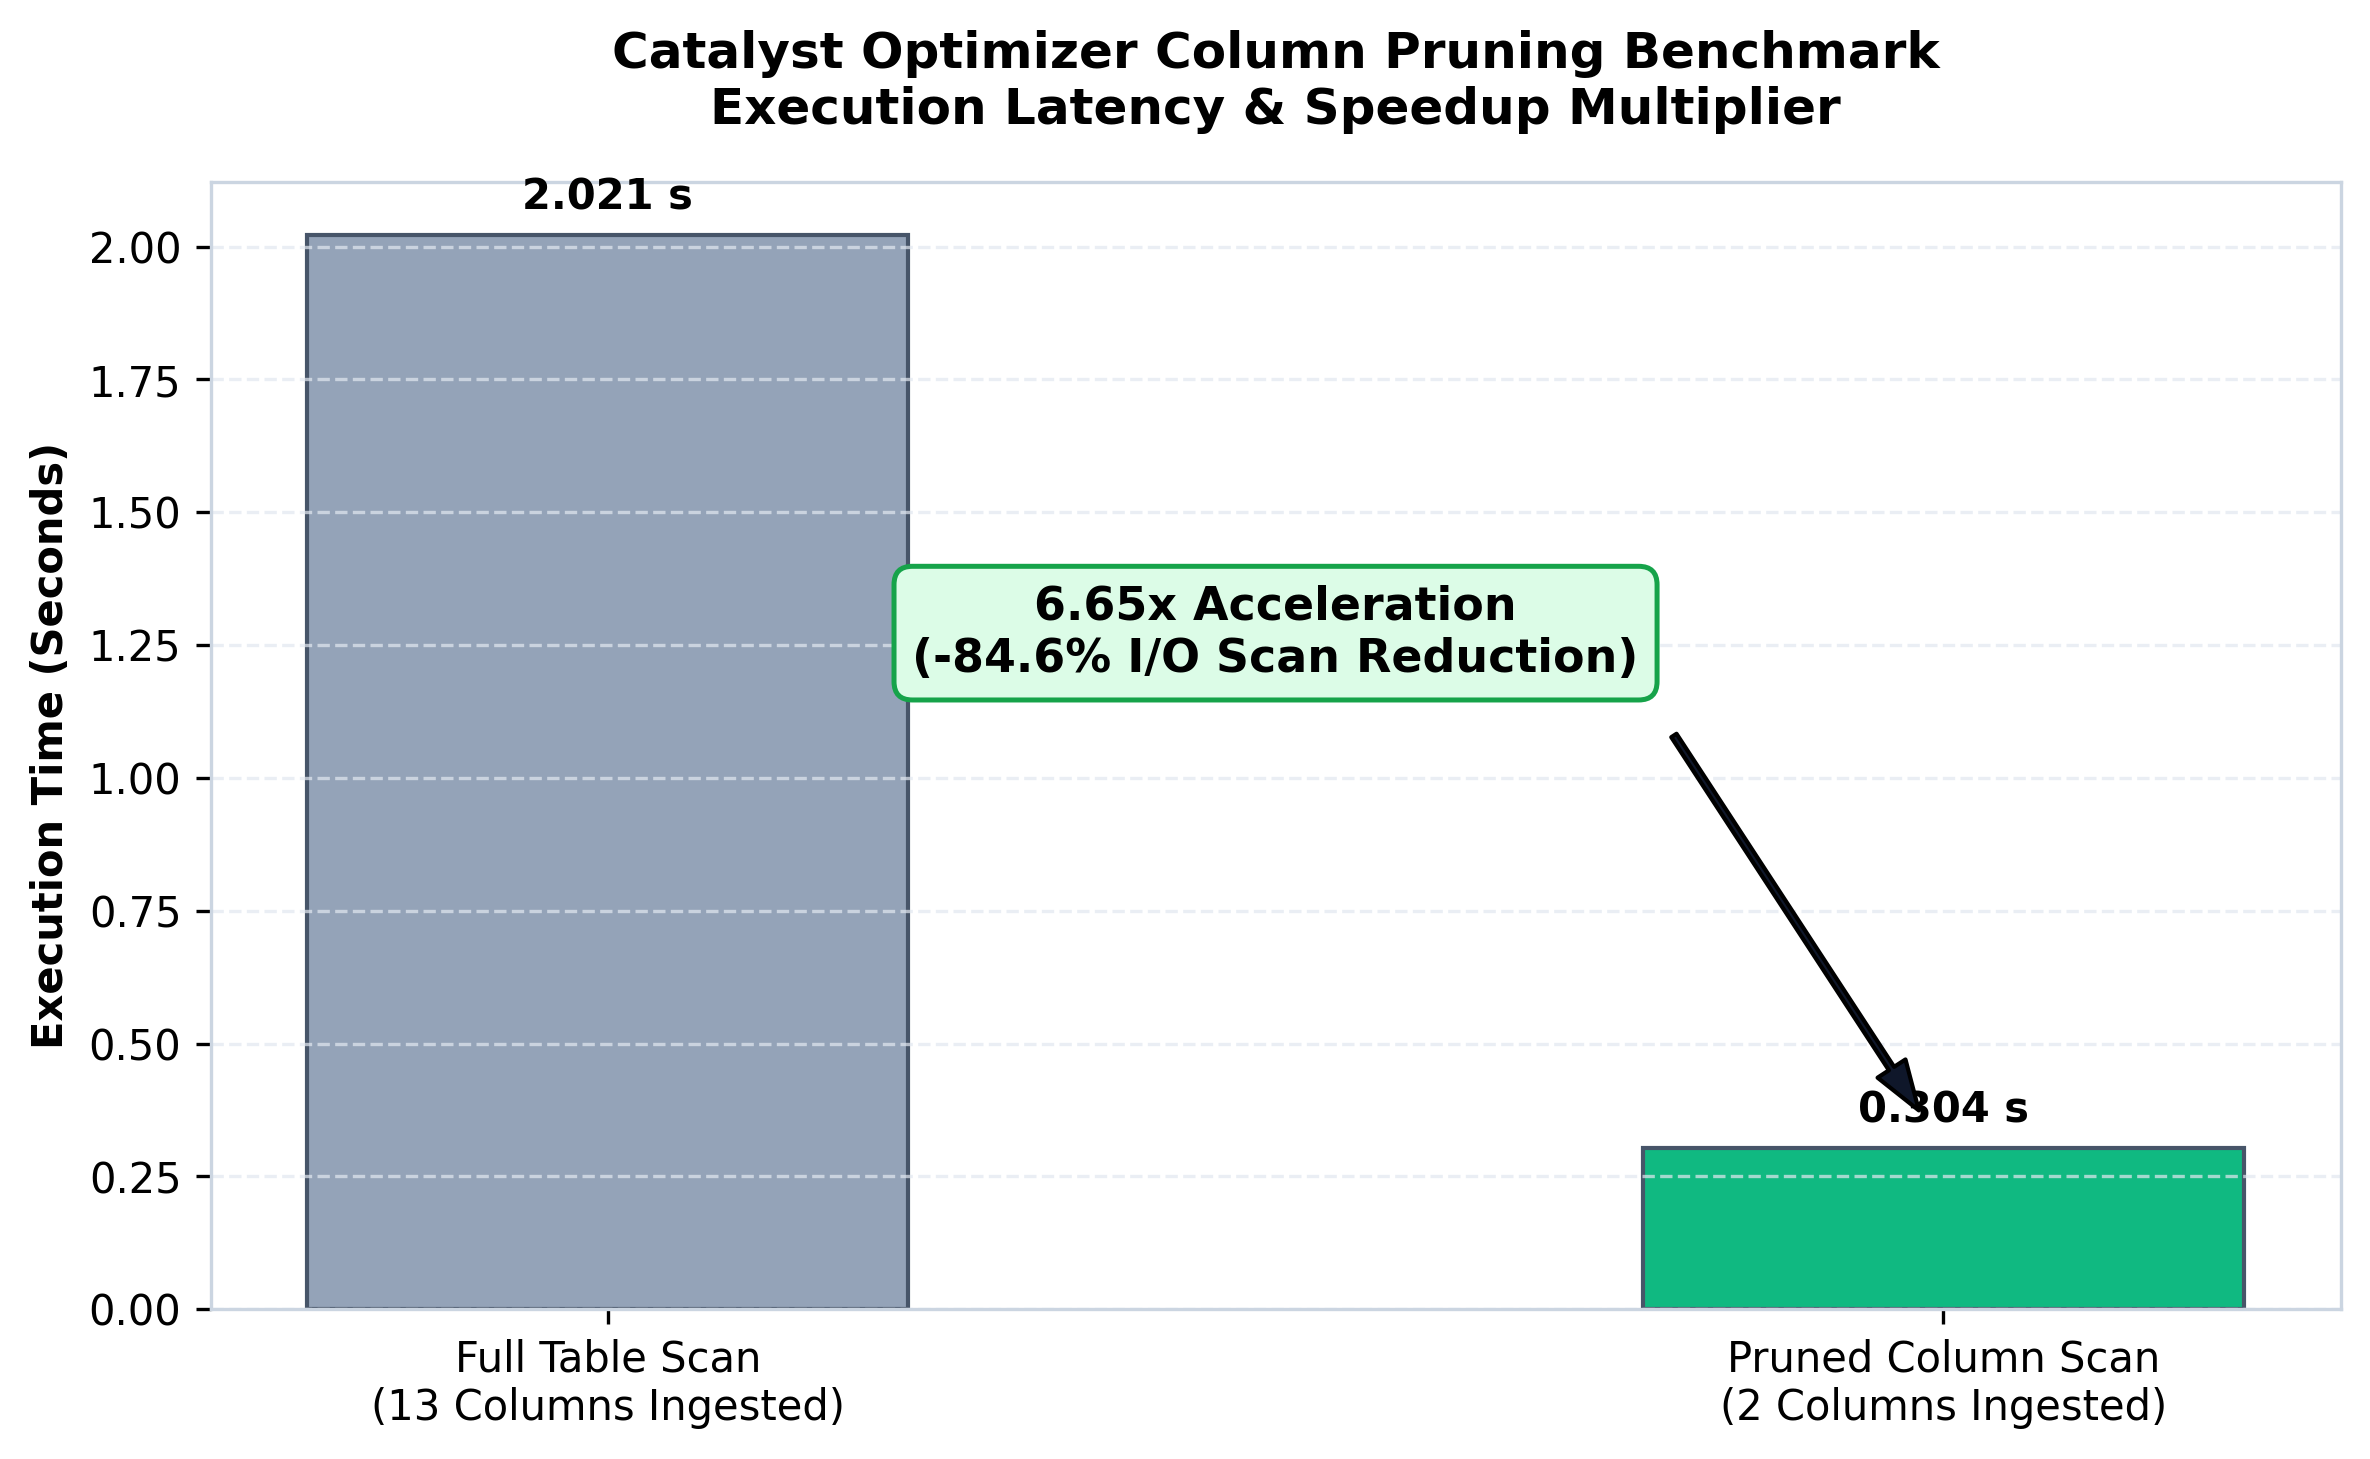 Catalyst Optimizer Column Pruning Benchmark
Execution Latency & Speedup Multiplier
Execution Time (Seconds)
2.00
1.75
1.50
1.25
1.00
0.75
0.50
0.25
0.00
2.021 s
6.65x Acceleration
(-84.6% I/O Scan Reduction)
0.304 s
Full Table Scan
(13 Columns Ingested)
Pruned Column Scan
(2 Columns Ingested)